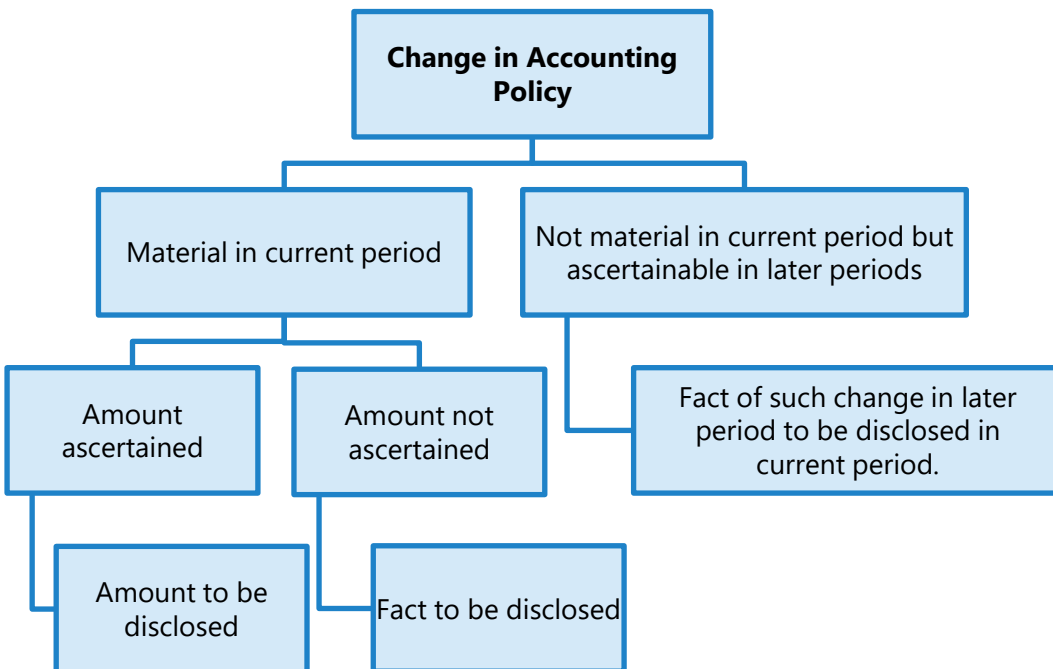 Change in Accounting
Policy
Material in current period
Not material in current period but
ascertainable in later periods
Amount
ascertained
Amount not
ascertained
Fact of such change in later
period to be disclosed in
current period.
Amount to be
disclosed
Fact to be disclosed